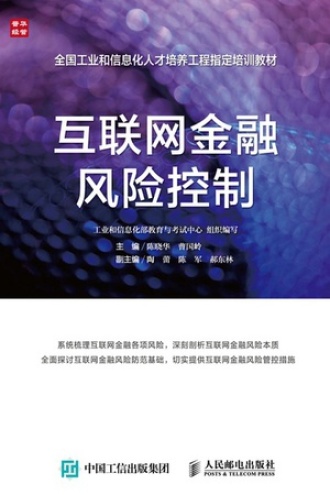 普华
经管
全国工业和信息化人才培养工程指定培训教材
互联网金融
风险控制
工业和信息化部教育与考试中心 组织编写
主 编/陈晓华 曹国岭
副主编/陶 蕾 陈 军 郝东林
系统梳理互联网金融各项风险，深刻剖析互联网金融风险本质
全面探讨互联网金融风险防范基础，切实提供互联网金融风险管控措施
中国工信出版集团 人民邮电出版社